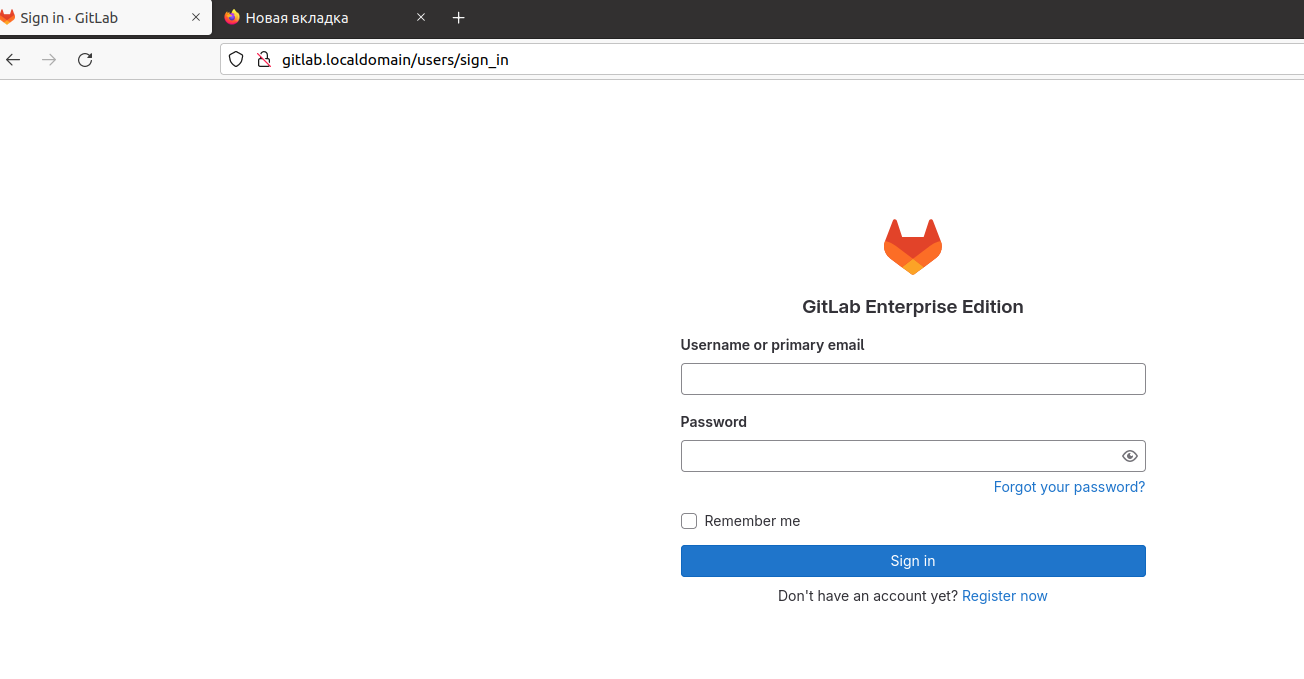 Sign in · GitLab
Новая вкладка
gitlab.localdomain/users/sign_in
GitLab Enterprise Edition
Username or primary email
Password
Forgot your password?
Remember me
Sign in
Don't have an account yet? Register now